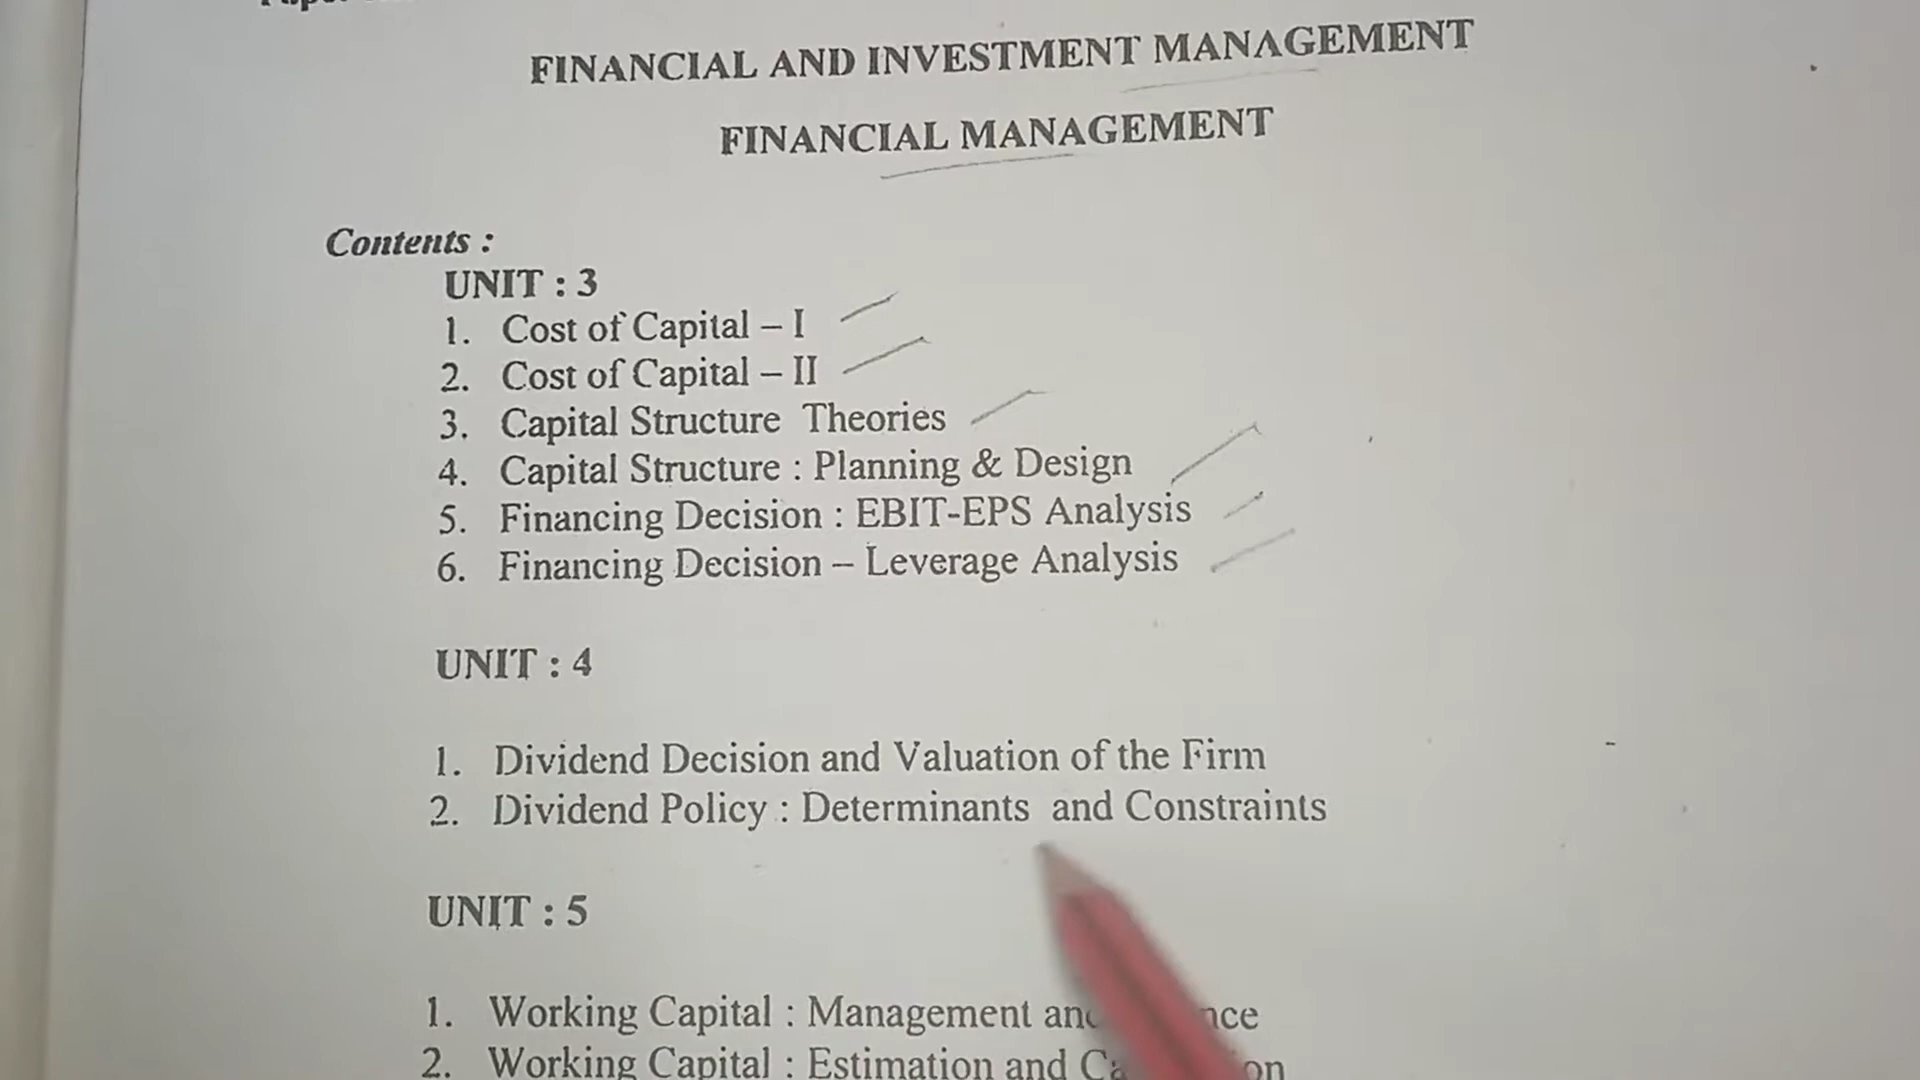 FINANCIAL AND INVESTMENT MANAGEMENT
FINANCIAL MANAGEMENT
Contents :
UNIT : 3
1. Cost of Capital – I
2. Cost of Capital – II
3. Capital Structure Theories
4. Capital Structure : Planning & Design
5. Financing Decision : EBIT-EPS Analysis
6. Financing Decision – Leverage Analysis
UNIT : 4
1. Dividend Decision and Valuation of the Firm
2. Dividend Policy : Determinants and Constraints
UNIT : 5
1. Working Capital : Management
2. Working Capital : Estimation and